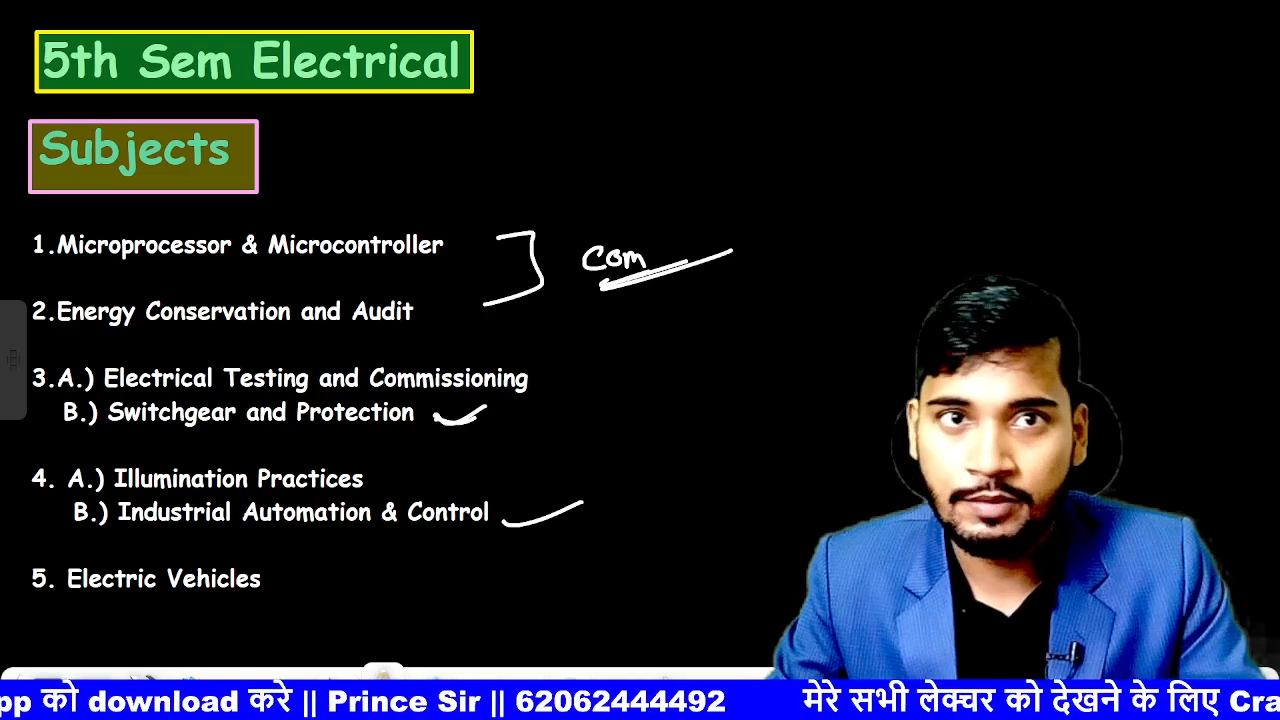 5th Sem Electrical
Subjects
1.Microprocessor & Microcontroller
com
2.Energy Conservation and Audit
3.A.) Electrical Testing and Commissioning
B.) Switchgear and Protection
4. A.) Illumination Practices
B.) Industrial Automation & Control
5. Electric Vehicles
pp को download करे || Prince Sir || 62062444492 मेरे सभी लेक्चर को देखने के लिए Cra